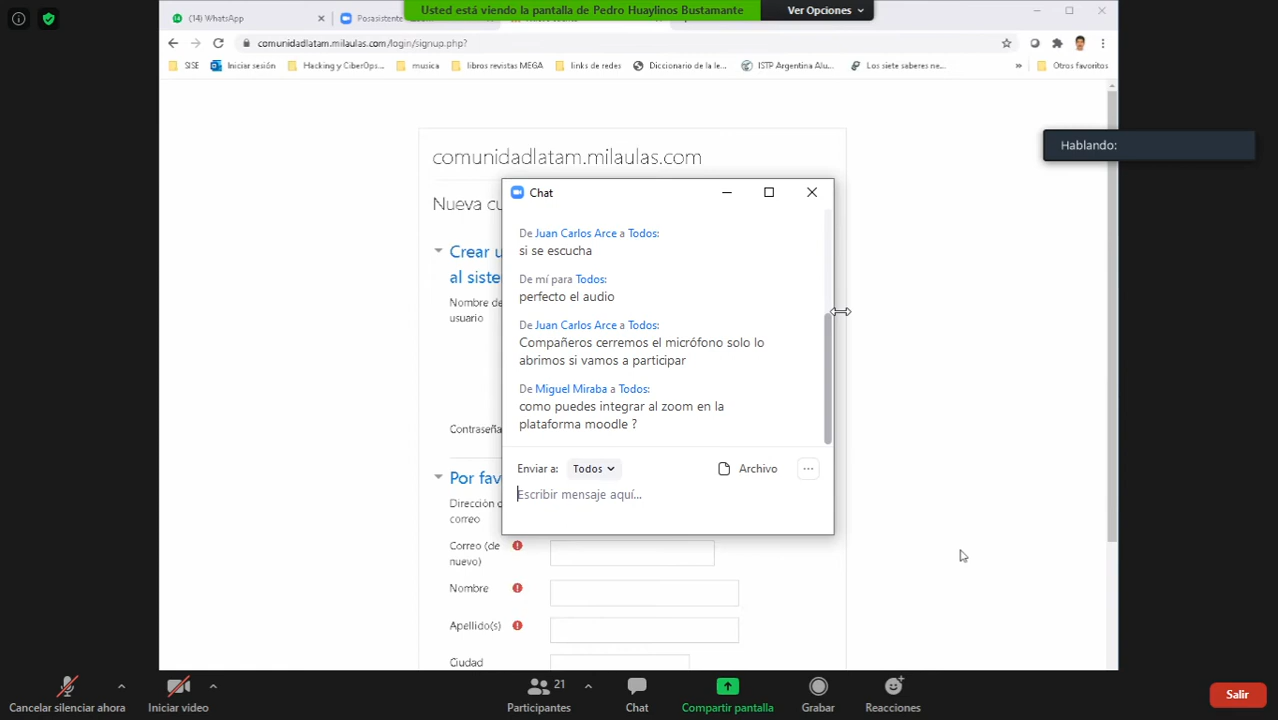 (14) WhatsApp
Usted está viendo la pantalla de Pedro Huaylinos Bustamante
Ver Opciones
comunidadlatam.milaulas.com/login/signup.php?
SISE
Iniciar sesión
Hacking y CiberOps...
musica
libros revistas MEGA
links de redes
Diccionario de la le...
ISTP Argentina Alu...
Los siete saberes ne...
Otros favoritos
Hablando:
comunidadlatam.milaulas.com
Nueva
Crear
al
Nombre de
usuario
Contraseña
Por
Dirección
correo
Correo (de
nuevo)
Nombre
Apellido(s)
Ciudad
Chat
De Juan Carlos Arce a Todos:
si se escucha
De mí para Todos:
perfecto el audio
De Juan Carlos Arce a Todos:
Compañeros cerremos el micrófono solo lo
abrimos si vamos a participar
De Miguel Miraba a Todos:
como puedes integrar al zoom en la
plataforma moodle ?
Enviar a: Todos
Archivo
Escribir mensaje aquí...
Cancelar silenciar ahora
Iniciar video
21
Participantes
Chat
Compartir pantalla
Grabar
Reacciones
Salir